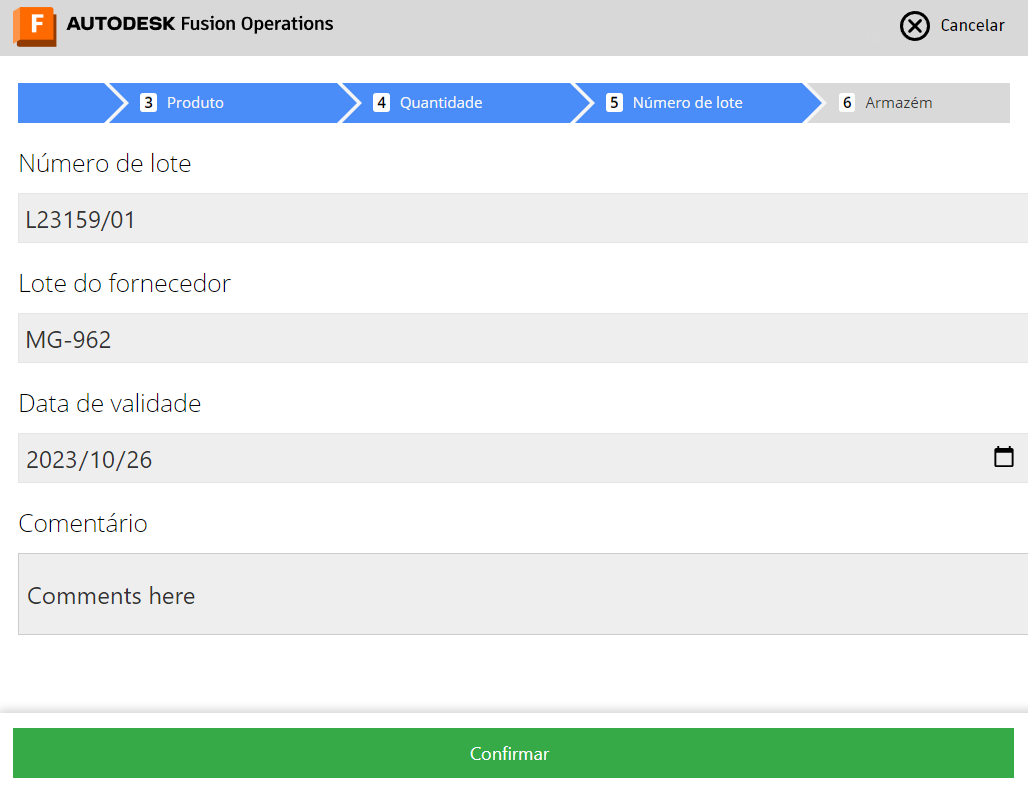 F AUTODESK Fusion Operations Cancelar
3 Produto 4 Quantidade 5 Número de lote 6 Armazém
Número de lote
L23159/01
Lote do fornecedor
MG-962
Data de validade
2023/10/26
Comentário
Comments here
Confirmar